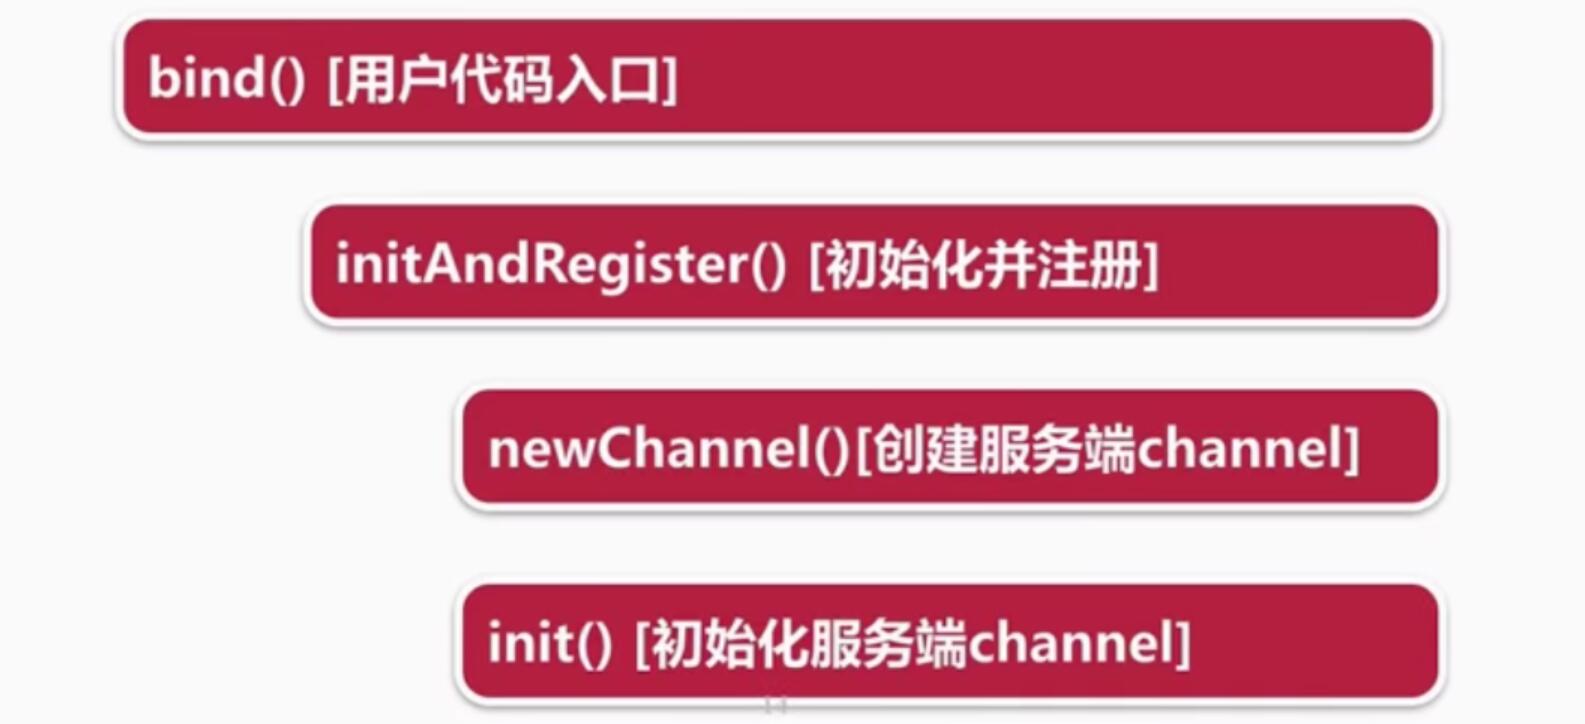 bind() [用户代码入口]
initAndRegister() [初始化并注册]
newChannel()[创建服务端channel]
init() [初始化服务端channel]